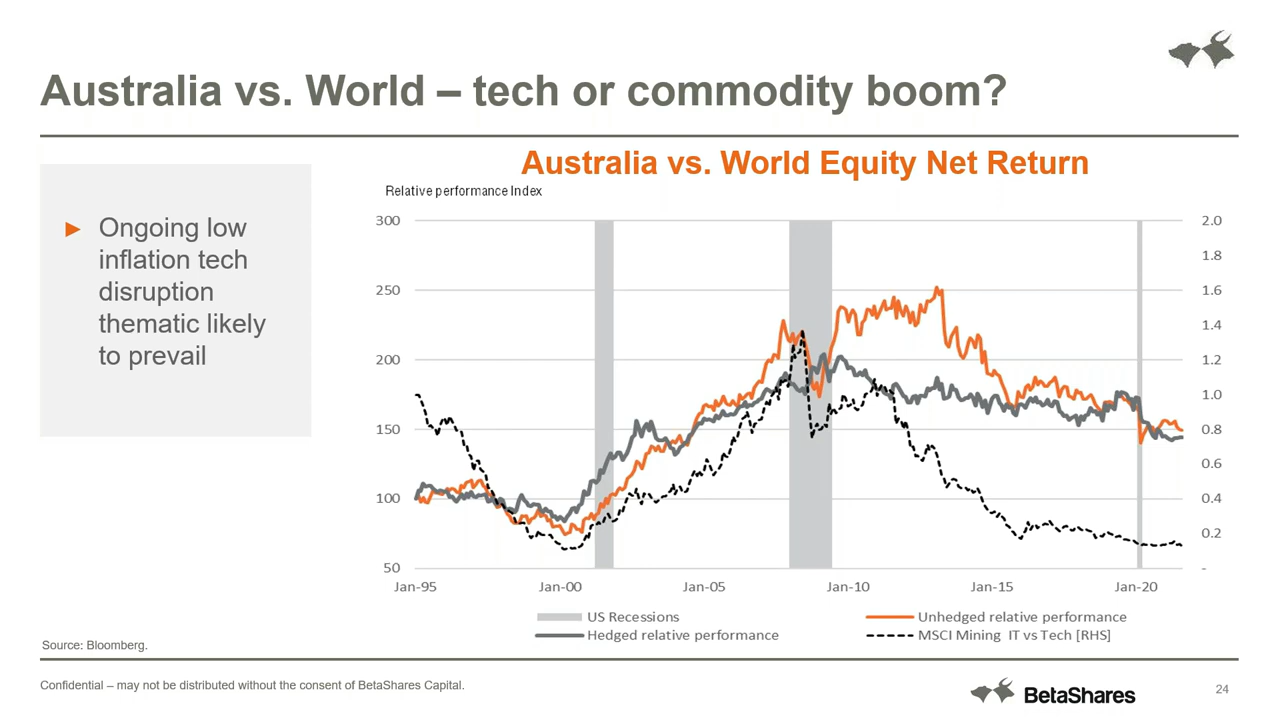 Australia vs. World – tech or commodity boom?
► Ongoing low
inflation tech
disruption
thematic likely
to prevail
Australia vs. World Equity Net Return
Relative performance Index
300
250
200
150
100
50
2.0
1.8
1.6
1.4
1.2
1.0
0.8
0.6
0.4
0.2
-
Jan-95 Jan-00 Jan-05 Jan-10 Jan-15 Jan-20
US Recessions
Unhedged relative performance
Hedged relative performance
MSCI Mining IT vs Tech [RHS]
Source: Bloomberg.
Confidential – may not be distributed without the consent of BetaShares Capital.
BetaShares
24